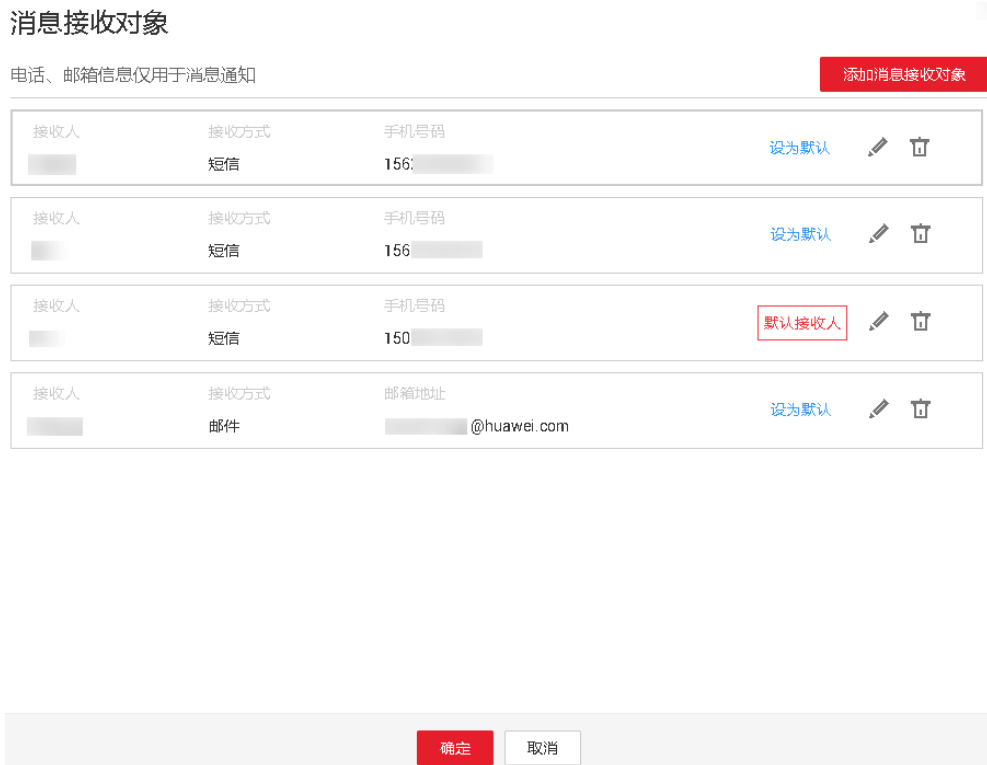 消息接收对象
电话、邮箱信息仅用于消息通知
添加消息接收对象
接收人 接收方式 手机号码
短信 156 设为默认
接收人 接收方式 手机号码
短信 156 设为默认
接收人 接收方式 手机号码
短信 150 默认接收人
接收人 接收方式 邮箱地址
邮件 @huawei.com 设为默认
确定 取消